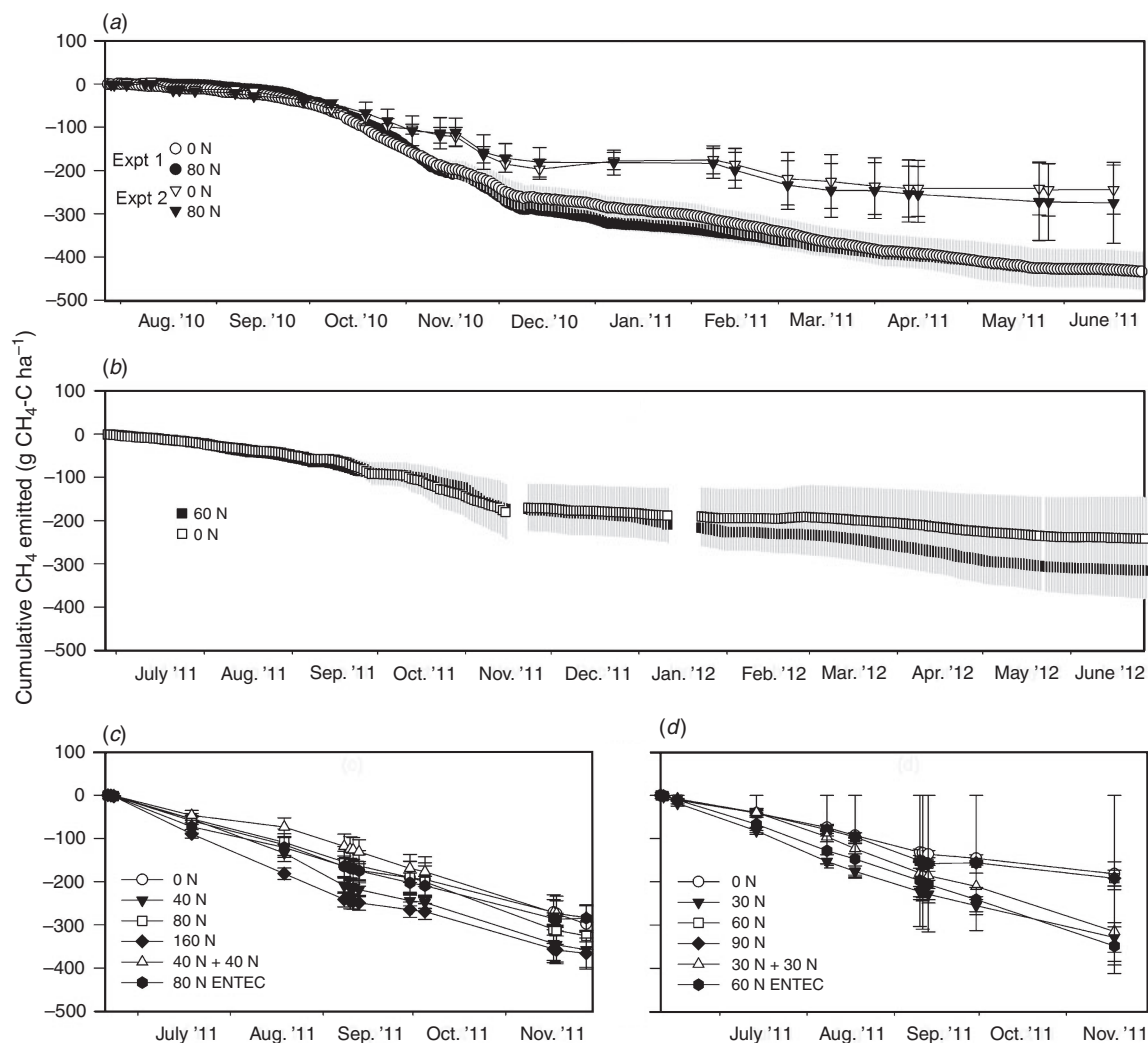 (a)
100
0
−100
−200
−300
−400
−500
Expt 1
0 N
80 N
Expt 2
0 N
80 N
Aug. '10 Sep. '10 Oct. '10 Nov. '10 Dec. '10 Jan. '11 Feb. '11 Mar. '11 Apr. '11 May '11 June '11
Cumulative CH₄ emitted (g CH₄-C ha⁻¹)
(b)
100
0
−100
−200
−300
−400
−500
60 N
0 N
July '11 Aug. '11 Sep. '11 Oct. '11 Nov. '11 Dec. '11 Jan. '12 Feb. '12 Mar. '12 Apr. '12 May '12 June '12
(c)
100
0
−100
−200
−300
−400
−500
0 N
40 N
80 N
160 N
40 N + 40 N
80 N ENTEC
July '11 Aug. '11 Sep. '11 Oct. '11 Nov. '11
(d)
0 N
30 N
60 N
90 N
30 N + 30 N
60 N ENTEC
July '11 Aug. '11 Sep. '11 Oct. '11 Nov. '11